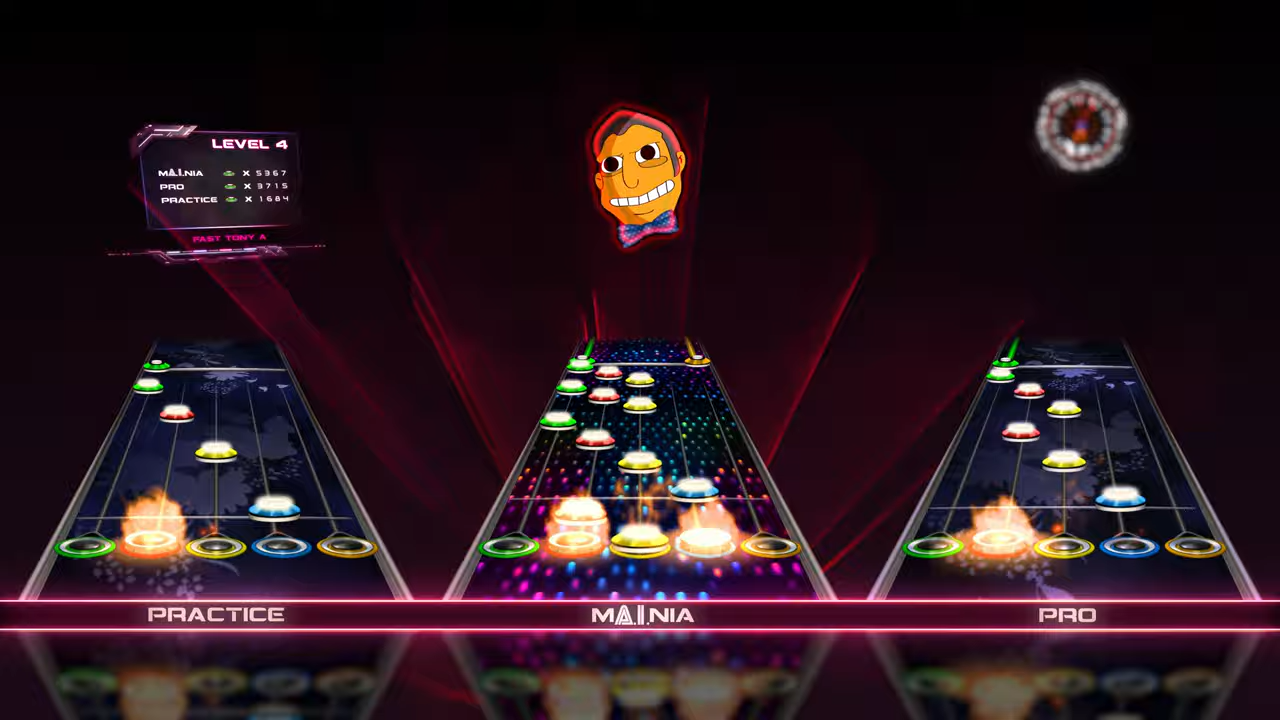 LEVEL 4
MA.I.NIA X 5367
PRO X 3715
PRACTICE X 1684
FAST TONY A
PRACTICE
MA.I.NIA
PRO